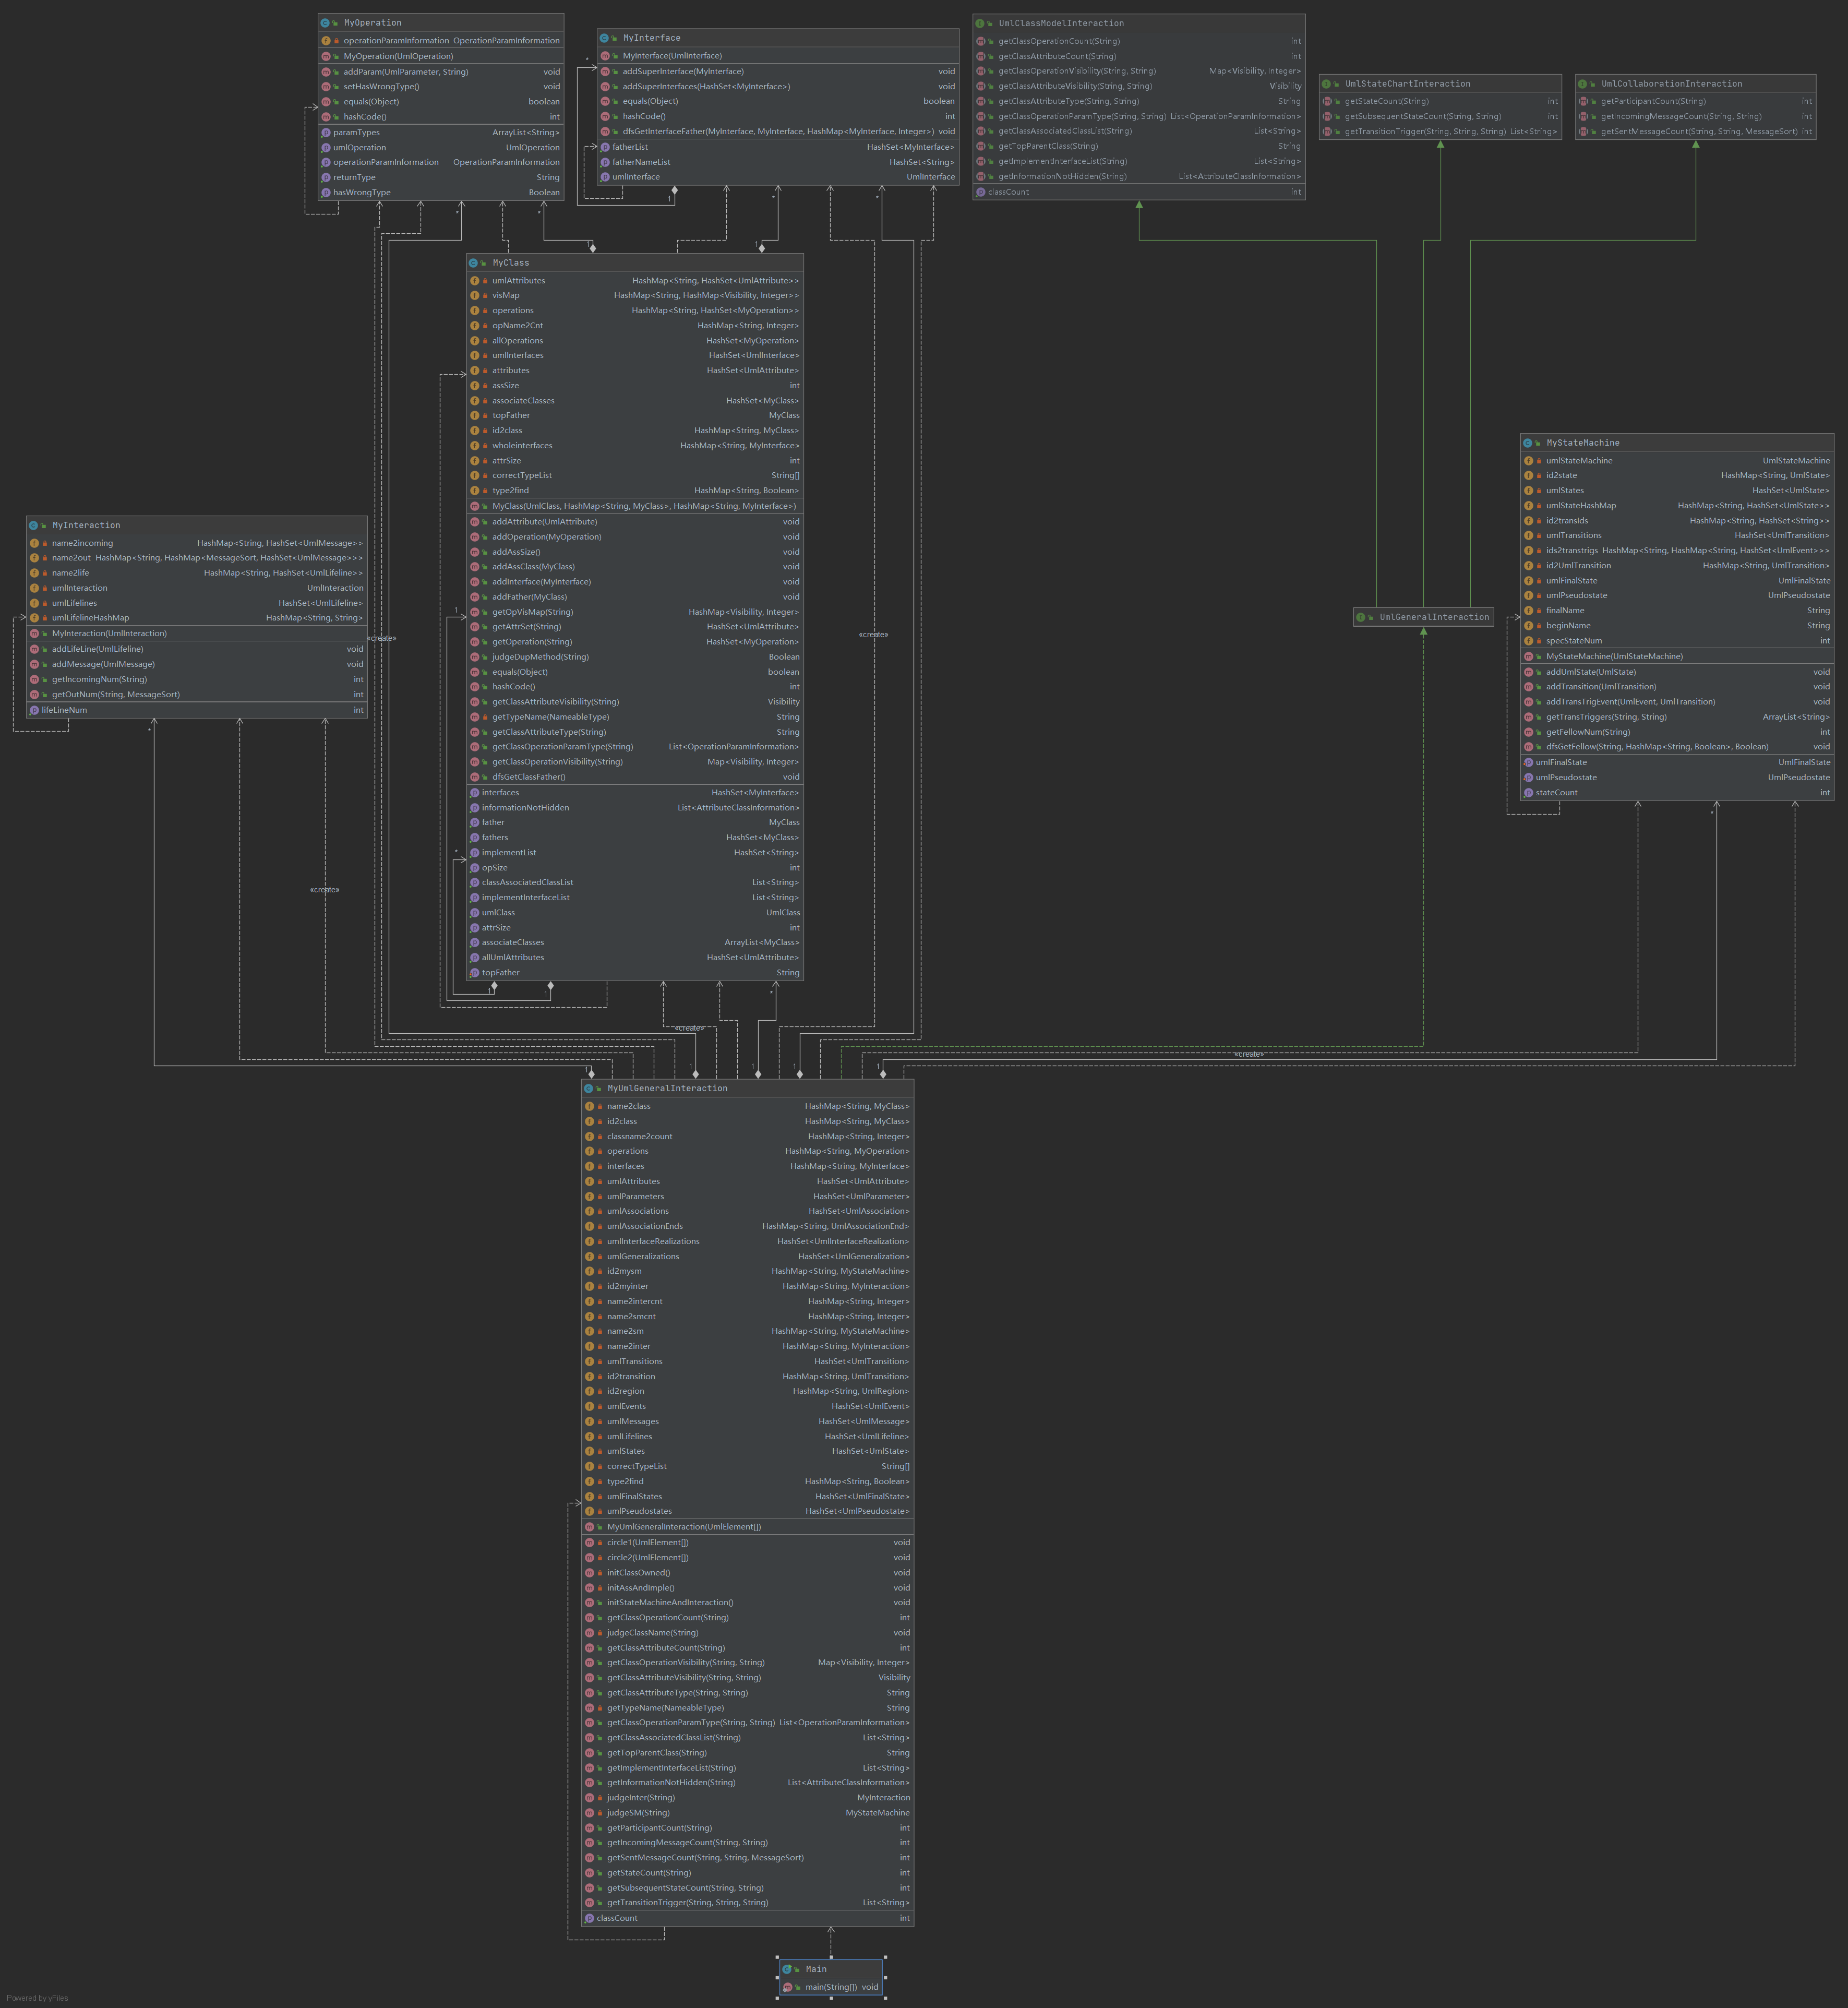 MyOperation
operationParamInformation OperationParamInformation
MyOperation(UmlOperation)
addParam(UmlParameter, String) void
setHasWrongType() void
equals(Object) boolean
hashCode() int
paramTypes ArrayList<String>
umlOperation UmlOperation
operationParamInformation OperationParamInformation
returnType String
hasWrongType Boolean
MyInterface
MyInterface(UmlInterface)
addSuperInterface(MyInterface) void
addSuperInterfaces(HashSet<MyInterface>) void
equals(Object) boolean
hashCode() int
dfsGetInterfaceFather(MyInterface, MyInterface, HashMap<MyInterface, Integer>) void
fatherList HashSet<MyInterface>
fatherNameList HashSet<String>
umlInterface UmlInterface
UmlClassModelInteraction
getClassOperationCount(String) int
getClassAttributeCount(String) int
getClassOperationVisibility(String, String) Map<Visibility, Integer>
getClassAttributeVisibility(String, String) Visibility
getClassAttributeType(String, String) String
getClassOperationParamType(String, String) List<OperationParamInformation>
getClassAssociatedClassList(String) List<String>
getTopParentClass(String) String
getImplementInterfaceList(String) List<String>
getInformationNotHidden(String) List<AttributeClassInformation>
classCount int
UmlStateChartInteraction
getStateCount(String) int
getSubsequentStateCount(String, String) int
getTransitionTrigger(String, String, String) List<String>
UmlCollaborationInteraction
getParticipantCount(String) int
getIncomingMessageCount(String, String) int
getSentMessageCount(String, String, MessageSort) int
MyClass
umlAttributes HashMap<String, HashSet<UmlAttribute>>
visMap HashMap<String, HashMap<Visibility, Integer>>
operations HashMap<String, HashSet<MyOperation>>
opName2Cnt HashMap<String, Integer>
allOperations HashSet<MyOperation>
umlInterfaces HashSet<UmlInterface>
attributes HashSet<UmlAttribute>
assSize int
associateClasses HashSet<MyClass>
topFather MyClass
id2class HashMap<String, MyClass>
wholeinterfaces HashMap<String, MyInterface>
attrSize int
correctTypeList String[]
type2find HashMap<String, Boolean>
MyClass(UmlClass, HashMap<String, MyClass>, HashMap<String, MyInterface>)
addAttribute(UmlAttribute) void
addOperation(MyOperation) void
addAssSize() void
addAssClass(MyClass) void
addInterface(MyInterface) void
addFather(MyClass) void
getOpVisMap(String) HashMap<Visibility, Integer>
getAttrSet(String) HashSet<UmlAttribute>
getOperation(String) HashSet<MyOperation>
judgeDupMethod(String) Boolean
equals(Object) boolean
hashCode() int
getClassAttributeVisibility(String) Visibility
getTypeName(NameableType) String
getClassAttributeType(String) String
getClassOperationParamType(String) List<OperationParamInformation>
getClassOperationVisibility(String) Map<Visibility, Integer>
dfsGetClassFather() void
interfaces HashSet<MyInterface>
informationNotHidden List<AttributeClassInformation>
father MyClass
fathers HashSet<MyClass>
implementList HashSet<String>
opSize int
classAssociatedClassList List<String>
implementInterfaceList List<String>
umlClass UmlClass
attrSize int
associateClasses ArrayList<MyClass>
allUmlAttributes HashSet<UmlAttribute>
topFather String
MyInteraction
name2incoming HashMap<String, HashSet<UmlMessage>>
name2out HashMap<String, HashMap<MessageSort, HashSet<UmlMessage>>>
name2life HashMap<String, HashSet<UmlLifeline>>
umlInteraction UmlInteraction
umlLifelines HashSet<UmlLifeline>
umlLifelineHashMap HashMap<String, String>
MyInteraction(UmlInteraction)
addLifeLine(UmlLifeline) void
addMessage(UmlMessage) void
getIncomingNum(String) int
getOutNum(String, MessageSort) int
lifeLineNum int
MyStateMachine
umlStateMachine UmlStateMachine
id2state HashMap<String, UmlState>
umlStates HashSet<UmlState>
umlStateHashMap HashMap<String, HashSet<UmlState>>
id2transIds HashMap<String, HashSet<String>>
umlTransitions HashSet<UmlTransition>
ids2transtrigs HashMap<String, HashMap<String, HashSet<UmlEvent>>>
id2UmlTransition HashMap<String, UmlTransition>
umlFinalState UmlFinalState
umlPseudostate UmlPseudostate
finalName String
beginName String
specStateNum int
MyStateMachine(UmlStateMachine)
addUmlState(UmlState) void
addTransition(UmlTransition) void
addTransTrigEvent(UmlEvent, UmlTransition) void
getTransTriggers(String, String) ArrayList<String>
getFellowNum(String) int
dfsGetFellow(String, HashMap<String, Boolean>, Boolean) void
umlFinalState UmlFinalState
umlPseudostate UmlPseudostate
stateCount int
UmlGeneralInteraction
«create»
«create»
«create»
«create»
«create»
MyUmlGeneralInteraction
name2class HashMap<String, MyClass>
id2class HashMap<String, MyClass>
classname2count HashMap<String, Integer>
operations HashMap<String, MyOperation>
interfaces HashMap<String, MyInterface>
umlAttributes HashSet<UmlAttribute>
umlParameters HashSet<UmlParameter>
umlAssociations HashSet<UmlAssociation>
umlAssociationEnds HashMap<String, UmlAssociationEnd>
umlInterfaceRealizations HashSet<UmlInterfaceRealization>
umlGeneralizations HashSet<UmlGeneralization>
id2mysm HashMap<String, MyStateMachine>
id2myinter HashMap<String, MyInteraction>
name2intercnt HashMap<String, Integer>
name2smcnt HashMap<String, Integer>
name2sm HashMap<String, MyStateMachine>
name2inter HashMap<String, MyInteraction>
umlTransitions HashSet<UmlTransition>
id2transition HashMap<String, UmlTransition>
id2region HashMap<String, UmlRegion>
umlEvents HashSet<UmlEvent>
umlMessages HashSet<UmlMessage>
umlLifelines HashSet<UmlLifeline>
umlStates HashSet<UmlState>
correctTypeList String[]
type2find HashMap<String, Boolean>
umlFinalStates HashSet<UmlFinalState>
umlPseudostates HashSet<UmlPseudostate>
MyUmlGeneralInteraction(UmlElement[])
circle1(UmlElement[]) void
circle2(UmlElement[]) void
initClassOwned() void
initAssAndImple() void
initStateMachineAndInteraction() void
getClassOperationCount(String) int
judgeClassName(String) void
getClassAttributeCount(String) int
getClassOperationVisibility(String, String) Map<Visibility, Integer>
getClassAttributeVisibility(String, String) Visibility
getClassAttributeType(String, String) String
getTypeName(NameableType) String
getClassOperationParamType(String, String) List<OperationParamInformation>
getClassAssociatedClassList(String) List<String>
getTopParentClass(String) String
getImplementInterfaceList(String) List<String>
getInformationNotHidden(String) List<AttributeClassInformation>
judgeInter(String) MyInteraction
judgeSM(String) MyStateMachine
getParticipantCount(String) int
getIncomingMessageCount(String, String) int
getSentMessageCount(String, String, MessageSort) int
getStateCount(String) int
getSubsequentStateCount(String, String) int
getTransitionTrigger(String, String, String) List<String>
classCount int
Main
main(String[]) void
Powered by yFiles